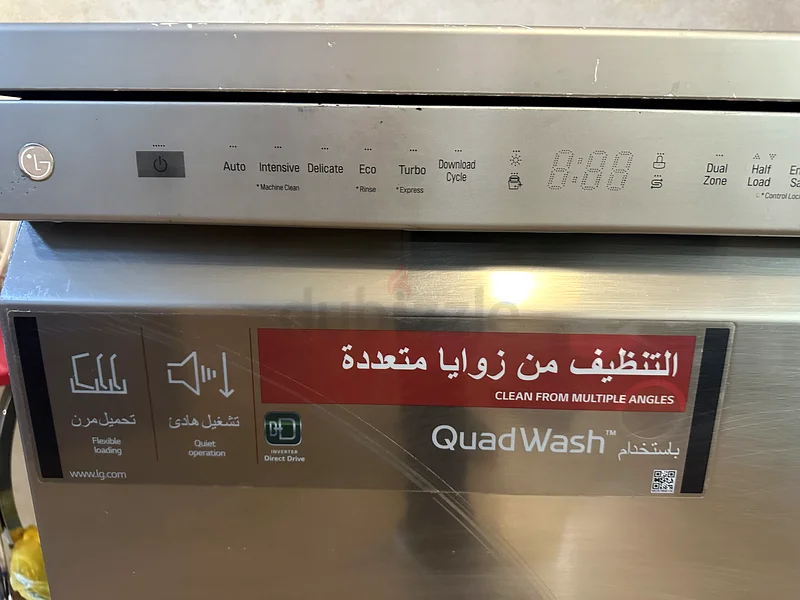 LG
Auto
Intensive
* Machine Clean
Delicate
Eco
* Rinse
Turbo
* Express
Download
Cycle
8:88
Dual
Zone
Half
Load
* Control Loc
dubizzle
تحميل مرن
Flexible
loading
تشغيل هادئ
Quiet
operation
www.lg.com
التنظيف من زوايا متعددة
CLEAN FROM MULTIPLE ANGLES
INVERTER
Direct Drive
باستخدام QuadWash™